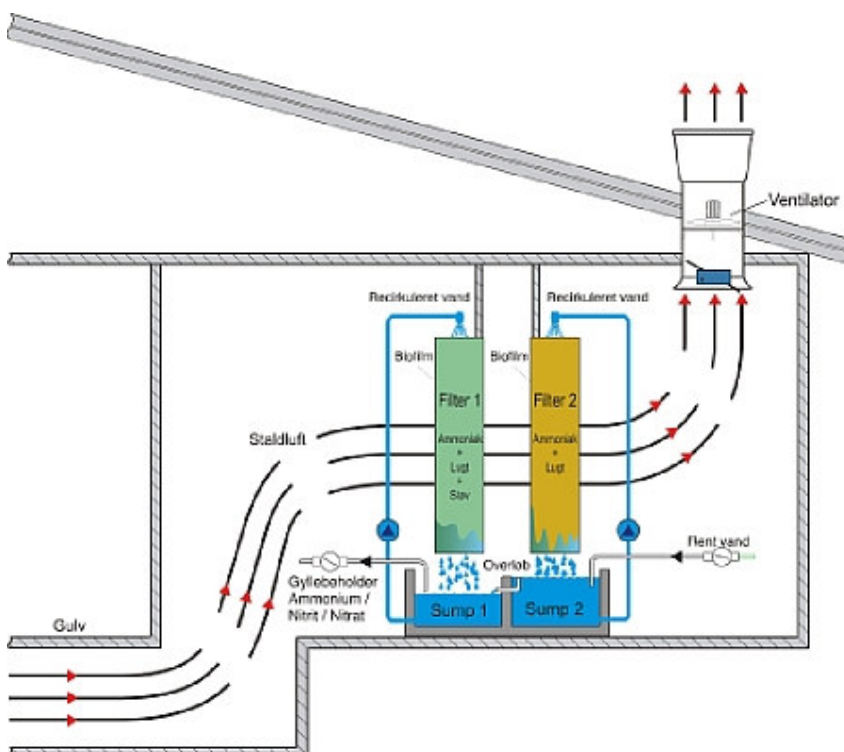 Ventilator
Recirkuleret vand
Recirkuleret vand
Biofilm
Biofilm
Filter 1
Ammoniak
+
Lugt
+
Støv
Filter 2
Ammoniak
+
Lugt
Staldluft
Rent vand
Overløb
Gyllebeholder
Ammonium /
Nitrit / Nitrat
Sump 1
Sump 2
Gulv